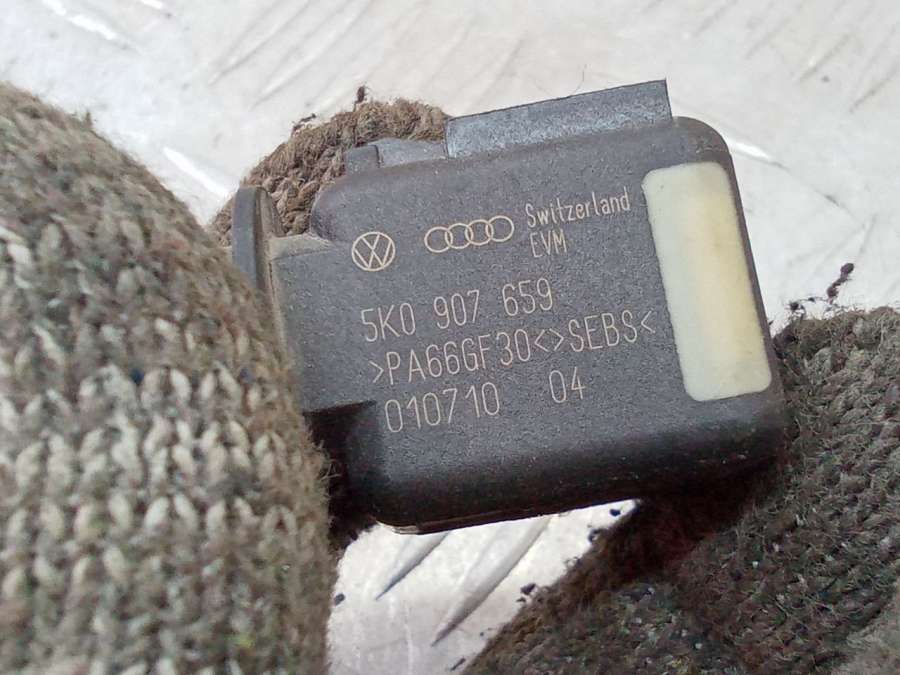 Switzerland
EVM
5K0 907 659
>PA66GF30<>SEBS<
010710 04